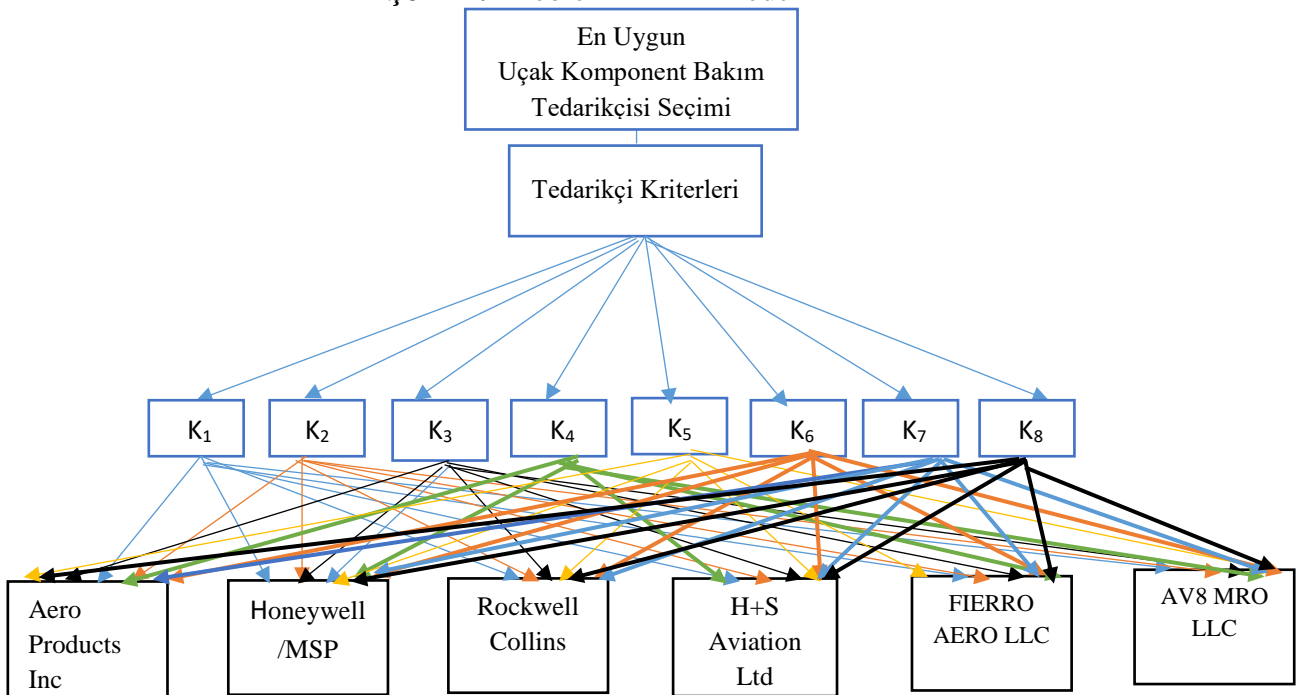 En Uygun
Uçak Komponent Bakım
Tedarikçisi Seçimi
Tedarikçi Kriterleri
K₁ K₂ K₃ K₄ K₅ K₆ K₇ K₈
Aero
Products
Inc
Honeywell
/MSP
Rockwell
Collins
H+S
Aviation
Ltd
FIERRO
AERO LLC
AV8 MRO
LLC